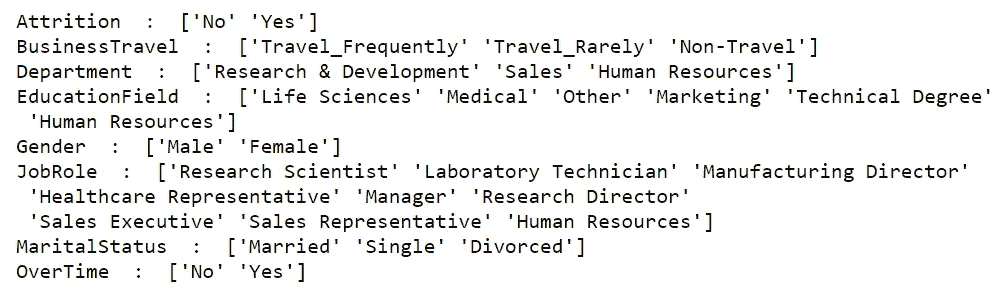 Attrition  :  ['No' 'Yes']
BusinessTravel  :  ['Travel_Frequently' 'Travel_Rarely' 'Non-Travel']
Department  :  ['Research & Development' 'Sales' 'Human Resources']
EducationField  :  ['Life Sciences' 'Medical' 'Other' 'Marketing' 'Technical Degree'
 'Human Resources']
Gender  :  ['Male' 'Female']
JobRole  :  ['Research Scientist' 'Laboratory Technician' 'Manufacturing Director'
 'Healthcare Representative' 'Manager' 'Research Director'
 'Sales Executive' 'Sales Representative' 'Human Resources']
MaritalStatus  :  ['Married' 'Single' 'Divorced']
OverTime  :  ['No' 'Yes']